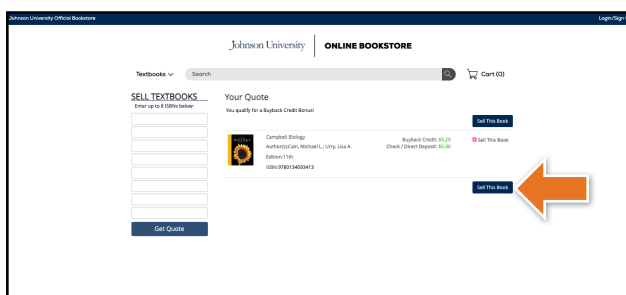 Johnson University Official Bookstore
Login/Sign
Johnson University
ONLINE BOOKSTORE
Textbooks
Search
Cart (0)
SELL TEXTBOOKS
Enter up to 8 ISBNs below:
Get Quote
Your Quote
You qualify for a Buyback Credit Bonus!
Sell This Book
Campbell Biology
Author(s):Cain, Michael L.; Urry, Lisa A.
Edition:11th
ISBN:9780134093413
Buyback Credit: $5.25
Check / Direct Deposit: $5.00
Sell This Book
Sell This Book